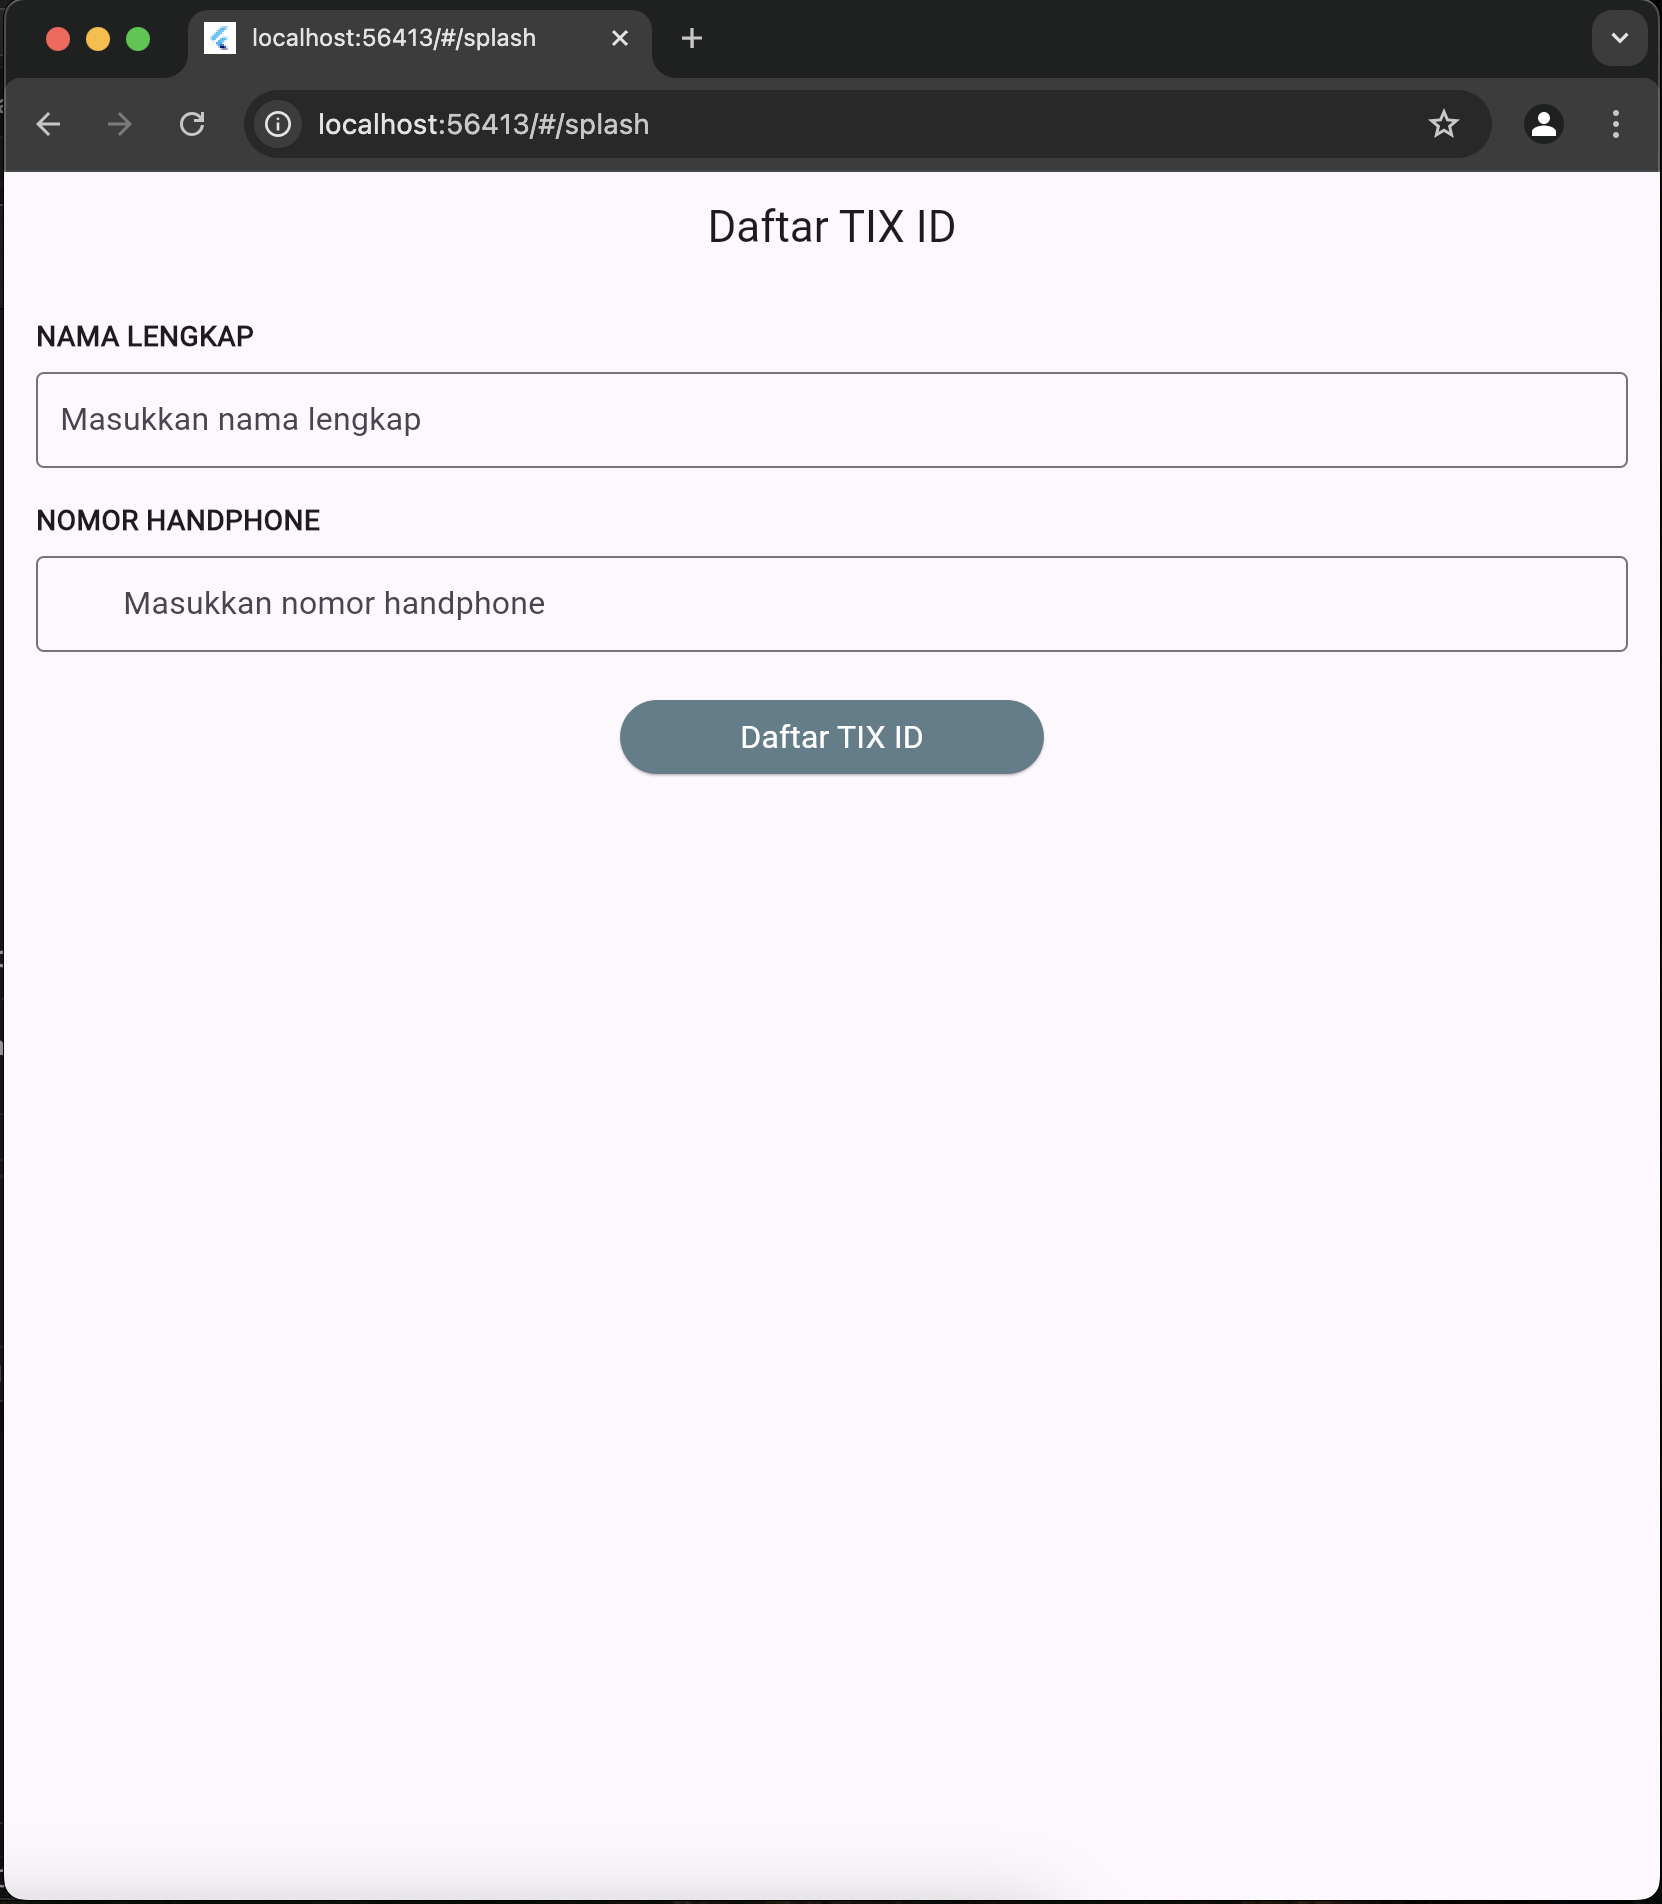 localhost:56413/#/splash
localhost:56413/#/splash
Daftar TIX ID
NAMA LENGKAP
Masukkan nama lengkap
NOMOR HANDPHONE
Masukkan nomor handphone
Daftar TIX ID